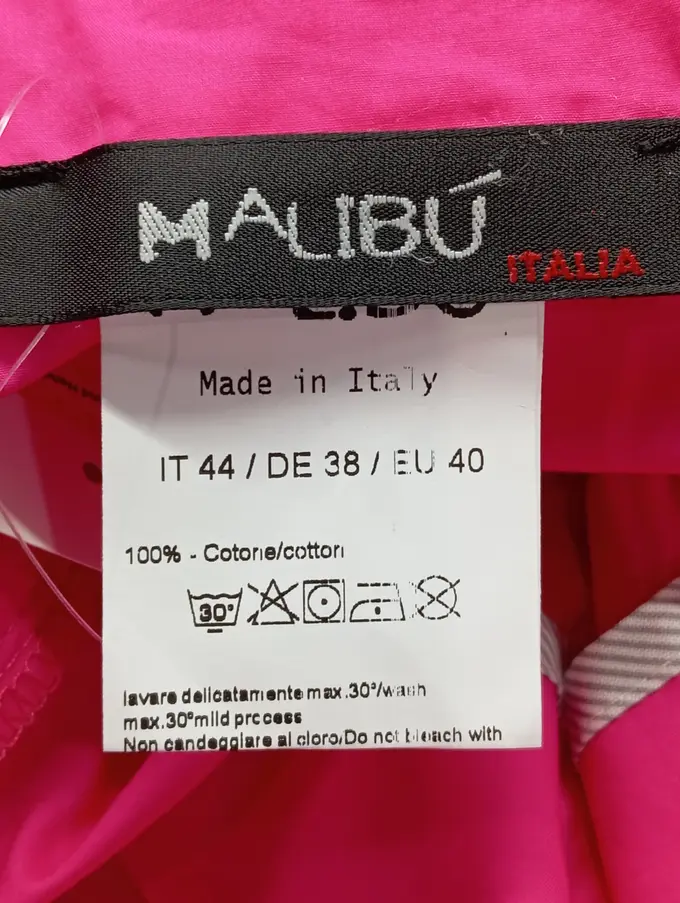 MALIBÚ
ITALIA
Made in Italy
IT 44 / DE 38 / EU 40
100% - Cotone/cotton
30°
lavare delicatamente max.30°/wash
max.30°mild process
Non candeggiare al cloro/Do not bleach with